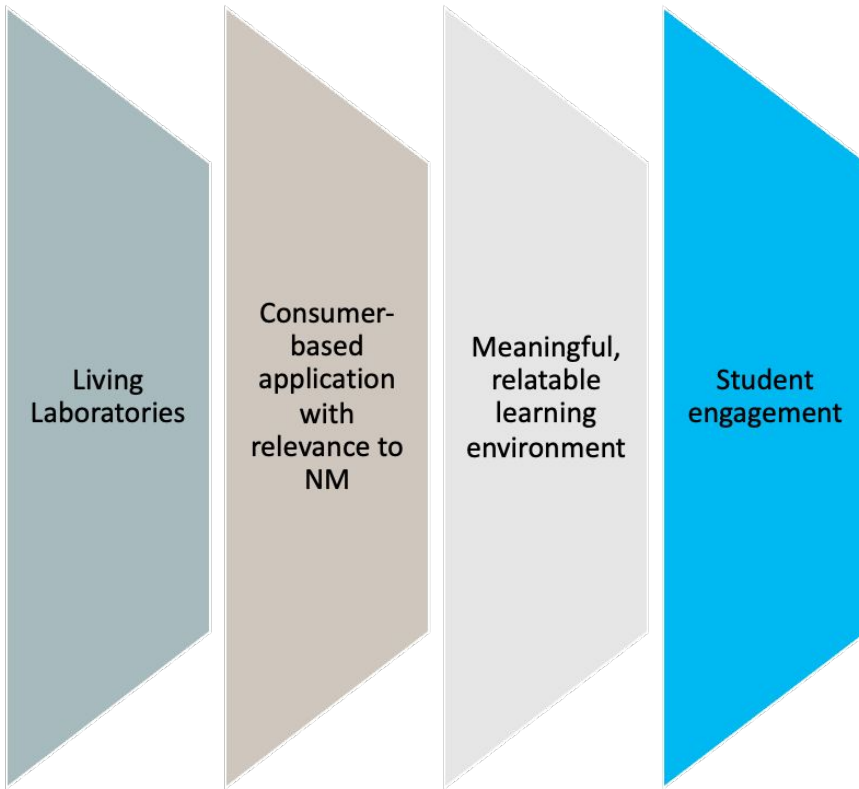 Living
Laboratories
Consumer-
based
application
with
relevance to
NM
Meaningful,
relatable
learning
environment
Student
engagement